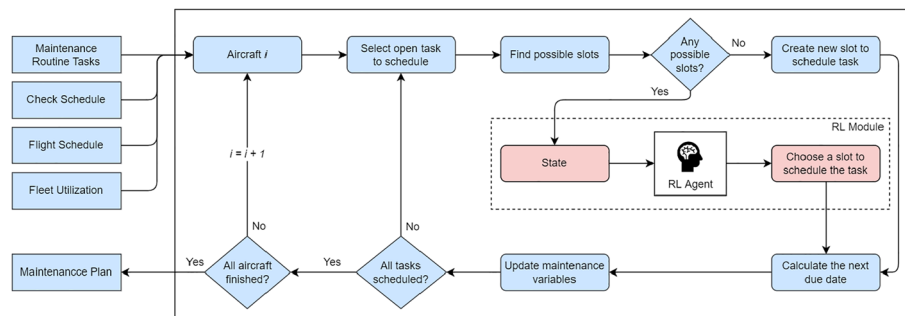 Maintenance
Routine Tasks
Aircraft i
Select open task
to schedule
Find possible slots
Any
possible
slots?
No
Create new slot to
schedule task
Yes
Check Schedule
Flight Schedule
Fleet Utilization
i = i + 1
RL Module
State
RL Agent
Choose a slot to
schedule the task
No
No
Maintenancce Plan
Yes
All aircraft
finished?
Yes
All tasks
scheduled?
Update maintenance
variables
Calculate the next
due date